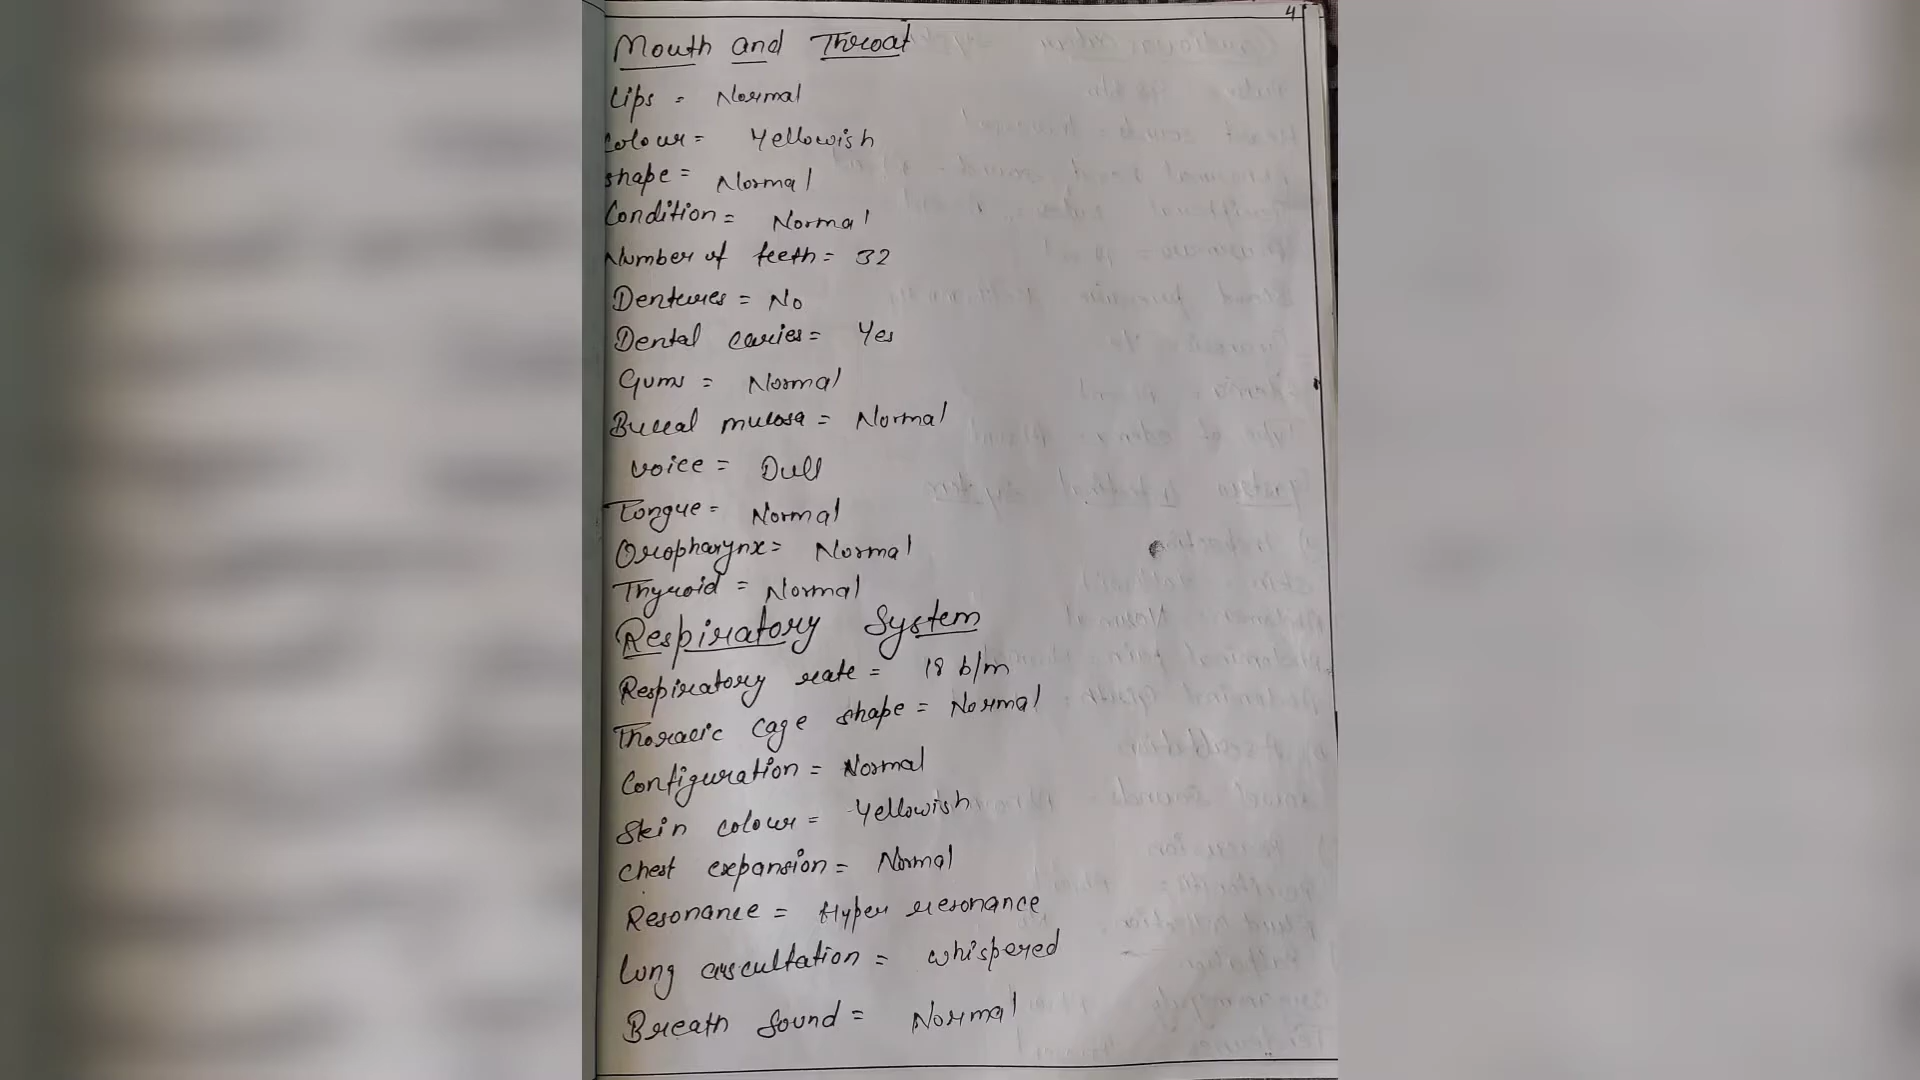 4
Mouth and Throat
Lips = Normal
Colour = Yellowish
shape = Normal
Condition = Normal
Number of teeth = 32
Dentures = No
Dental caries = Yes
Gums = Normal
Buccal mucosa = Normal
voice = Dull
Tongue = Normal
Oropharynx = Normal
Thyroid = Normal
Respiratory System
Respiratory rate = 18 b/m
Thoracic cage shape = Normal
Configuration = Normal
Skin colour = Yellowish
Chest expansion = Normal
Resonance = Hyper resonance
Lung auscultation = whispered
Breath sound = Normal